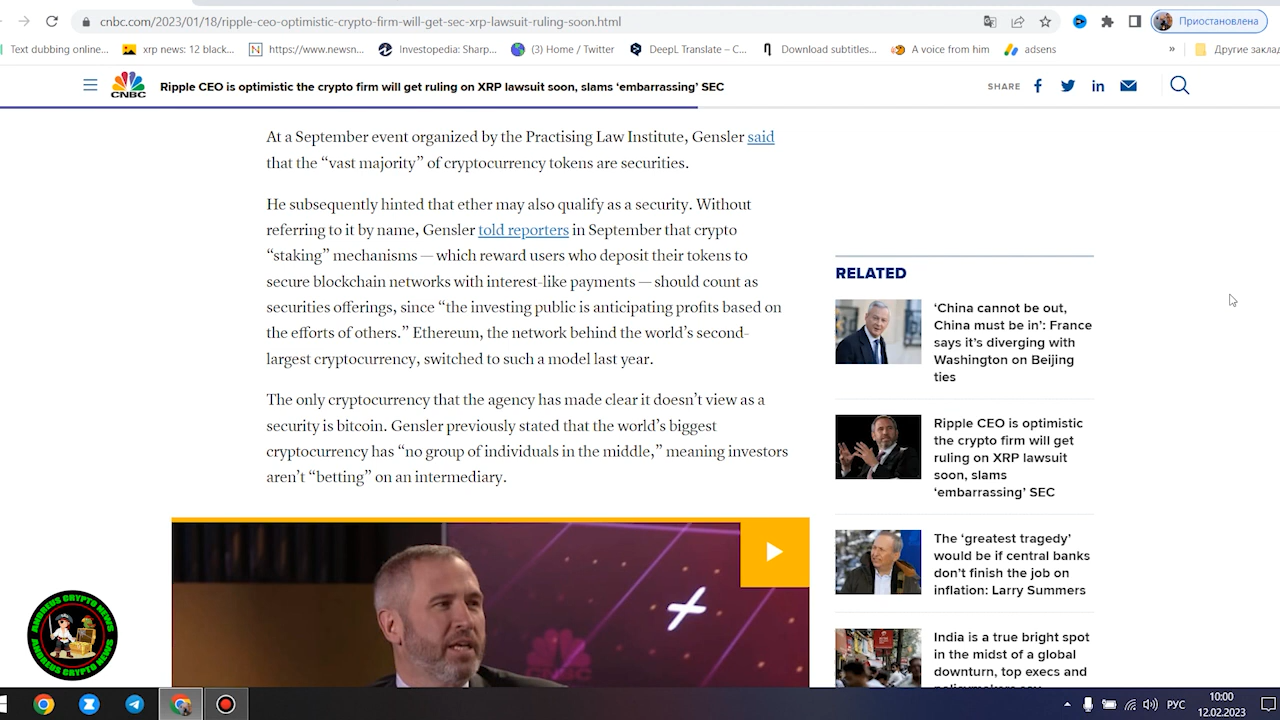 cnbc.com/2023/01/18/ripple-ceo-optimistic-crypto-firm-will-get-sec-xrp-lawsuit-ruling-soon.html
Приостановлена
Text dubbing online...
xrp news: 12 black...
https://www.newsn...
Investopedia: Sharp...
(3) Home / Twitter
DeepL Translate – C...
Download subtitles...
A voice from him
adsens
»
Другие закла
CNBC
Ripple CEO is optimistic the crypto firm will get ruling on XRP lawsuit soon, slams ‘embarrassing’ SEC
SHARE
At a September event organized by the Practising Law Institute, Gensler said
that the “vast majority” of cryptocurrency tokens are securities.
He subsequently hinted that ether may also qualify as a security. Without
referring to it by name, Gensler told reporters in September that crypto
“staking” mechanisms — which reward users who deposit their tokens to
secure blockchain networks with interest-like payments — should count as
securities offerings, since “the investing public is anticipating profits based on
the efforts of others.” Ethereum, the network behind the world’s second-
largest cryptocurrency, switched to such a model last year.
The only cryptocurrency that the agency has made clear it doesn’t view as a
security is bitcoin. Gensler previously stated that the world’s biggest
cryptocurrency has “no group of individuals in the middle,” meaning investors
aren’t “betting” on an intermediary.
RELATED
‘China cannot be out,
China must be in’: France
says it’s diverging with
Washington on Beijing
ties
Ripple CEO is optimistic
the crypto firm will get
ruling on XRP lawsuit
soon, slams
‘embarrassing’ SEC
The ‘greatest tragedy’
would be if central banks
don’t finish the job on
inflation: Larry Summers
India is a true bright spot
in the midst of a global
downturn, top execs and
ANDREUS CRYPTO NEWS
ANDREUS CRYPTO NEWS
РУС
10:00
12.02.2023